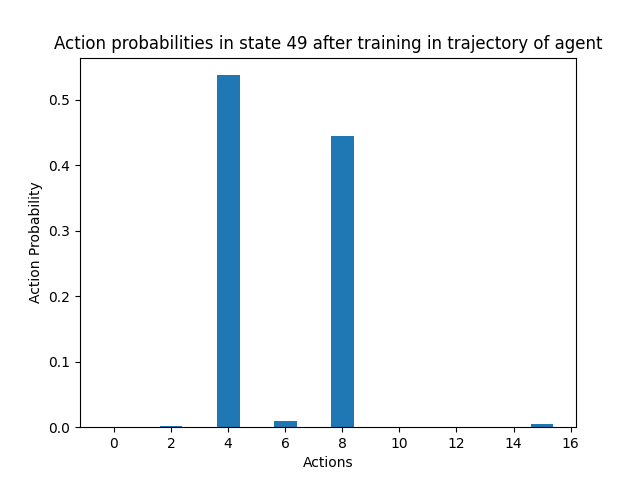 Action probabilities in state 49 after training in trajectory of agent
Action Probability
0.5
0.4
0.3
0.2
0.1
0.0
0 2 4 6 8 10 12 14 16
Actions